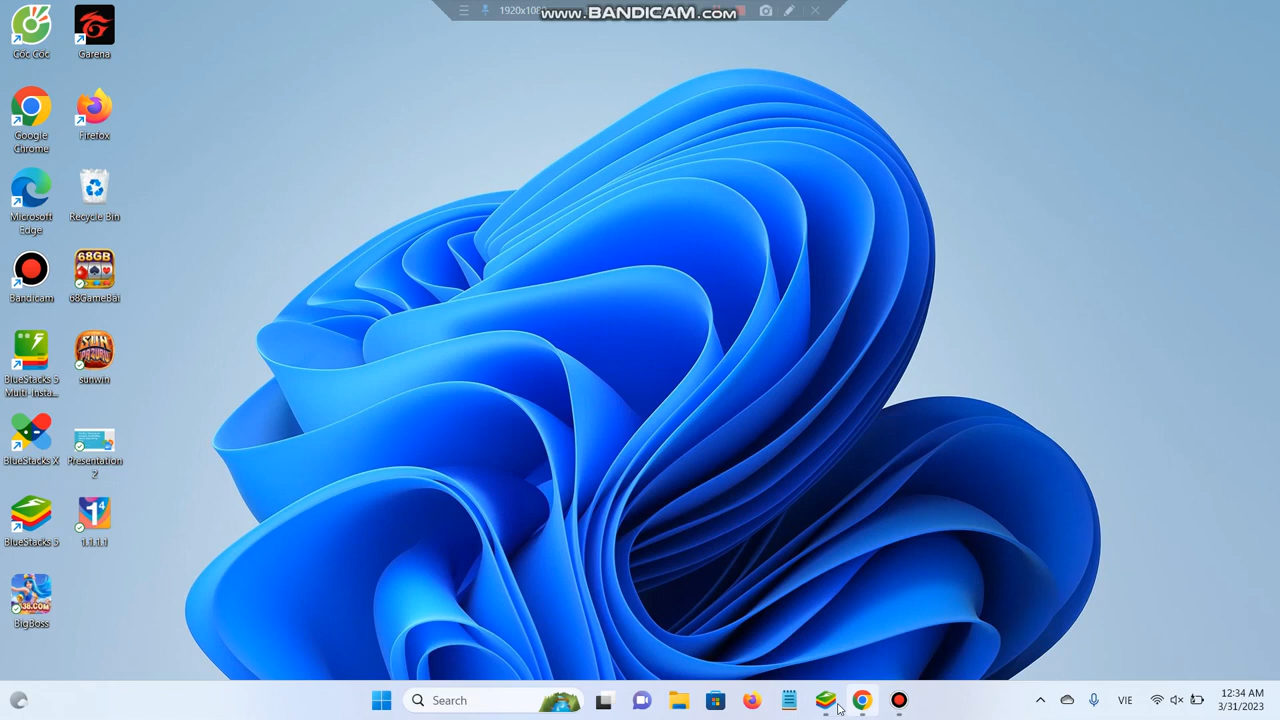 1920x108
www.BANDICAM.com
Cốc Cốc
Garena
Google
Chrome
Firefox
Microsoft
Edge
Recycle Bin
Bandicam
68GB
68GameBai
BlueStacks 5
Multi-Insta...
SUN
sunwin
BlueStacks X
Presentation
2
BlueStacks 5
1.1.1.1
BigBoss
Search
VIE
12:34 AM
3/31/2023